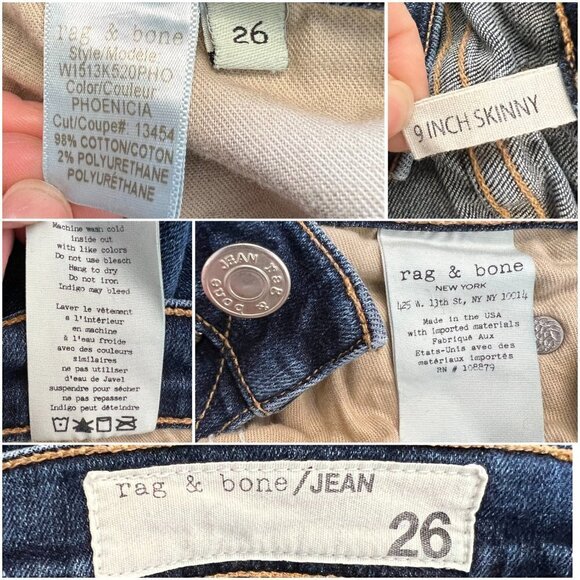 rag & bone
Style/Modèle
W1513K520PHO
Color/Couleur
PHOENICIA
Cut/Coupe#: 13454
98% COTTON/COTON
2% POLYURETHANE
POLYURÉTHANE
26
9 INCH SKINNY
Machine wash cold
inside out
with like colors
Do not use bleach
Hang to dry
Do not iron
Indigo may bleed
Laver le vêtement
à l'intérieur
en machine
à l'eau froide
avec des couleurs
similaires
ne pas utiliser
d'eau de Javel
suspendre pour sécher
ne pas repasser
Indigo peut déteindre
JEAN rag & bone
rag & bone
NEW YORK
425 W. 13th St, NY NY 10014
Made in the USA
with imported materials
Fabriqué Aux
Etats-Unis avec des
matériaux importés
RN # 108879
rag & bone/JEAN
26